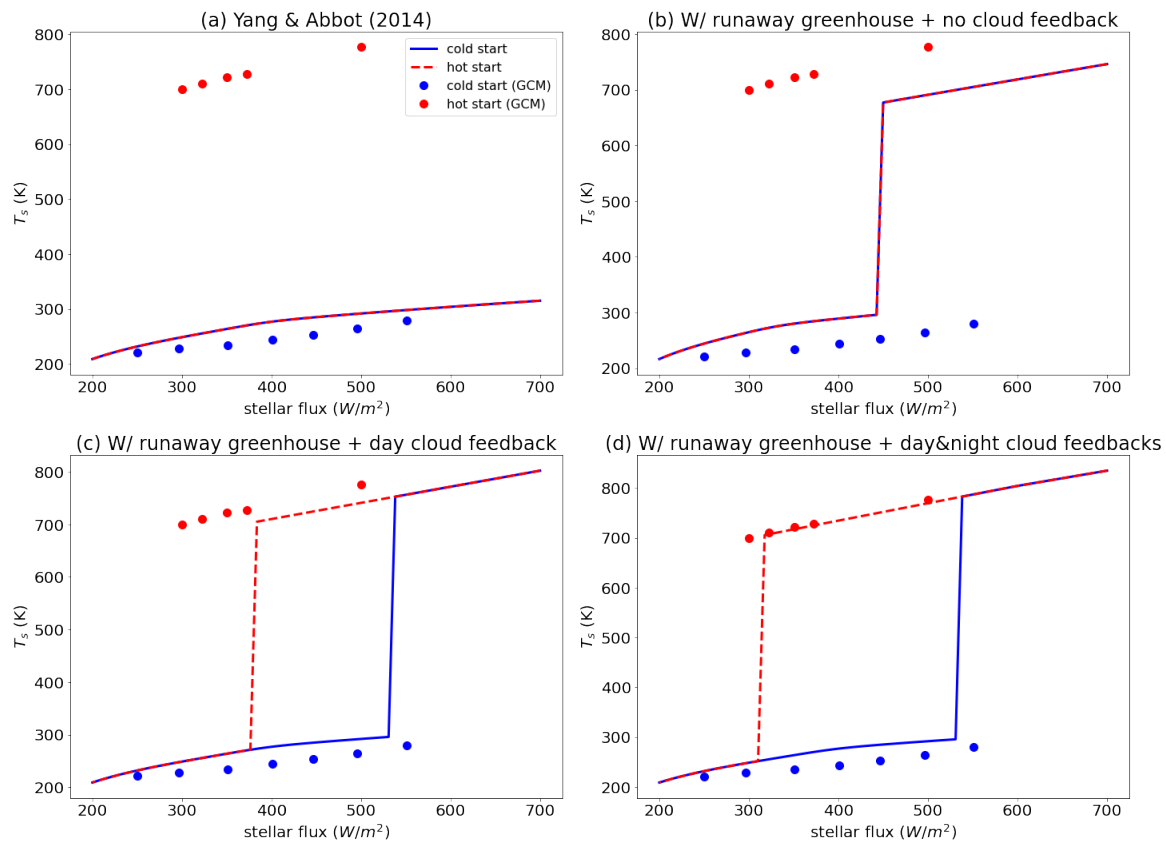 (a) Yang & Abbot (2014)
800
700
600
500
400
300
200
T_s (K)
cold start
hot start
cold start (GCM)
hot start (GCM)
200 300 400 500 600 700
stellar flux (W/m²)
(b) W/ runaway greenhouse + no cloud feedback
800
700
600
500
400
300
200
T_s (K)
200 300 400 500 600 700
stellar flux (W/m²)
(c) W/ runaway greenhouse + day cloud feedback
800
700
600
500
400
300
200
T_s (K)
200 300 400 500 600 700
stellar flux (W/m²)
(d) W/ runaway greenhouse + day&night cloud feedbacks
800
700
600
500
400
300
200
T_s (K)
200 300 400 500 600 700
stellar flux (W/m²)